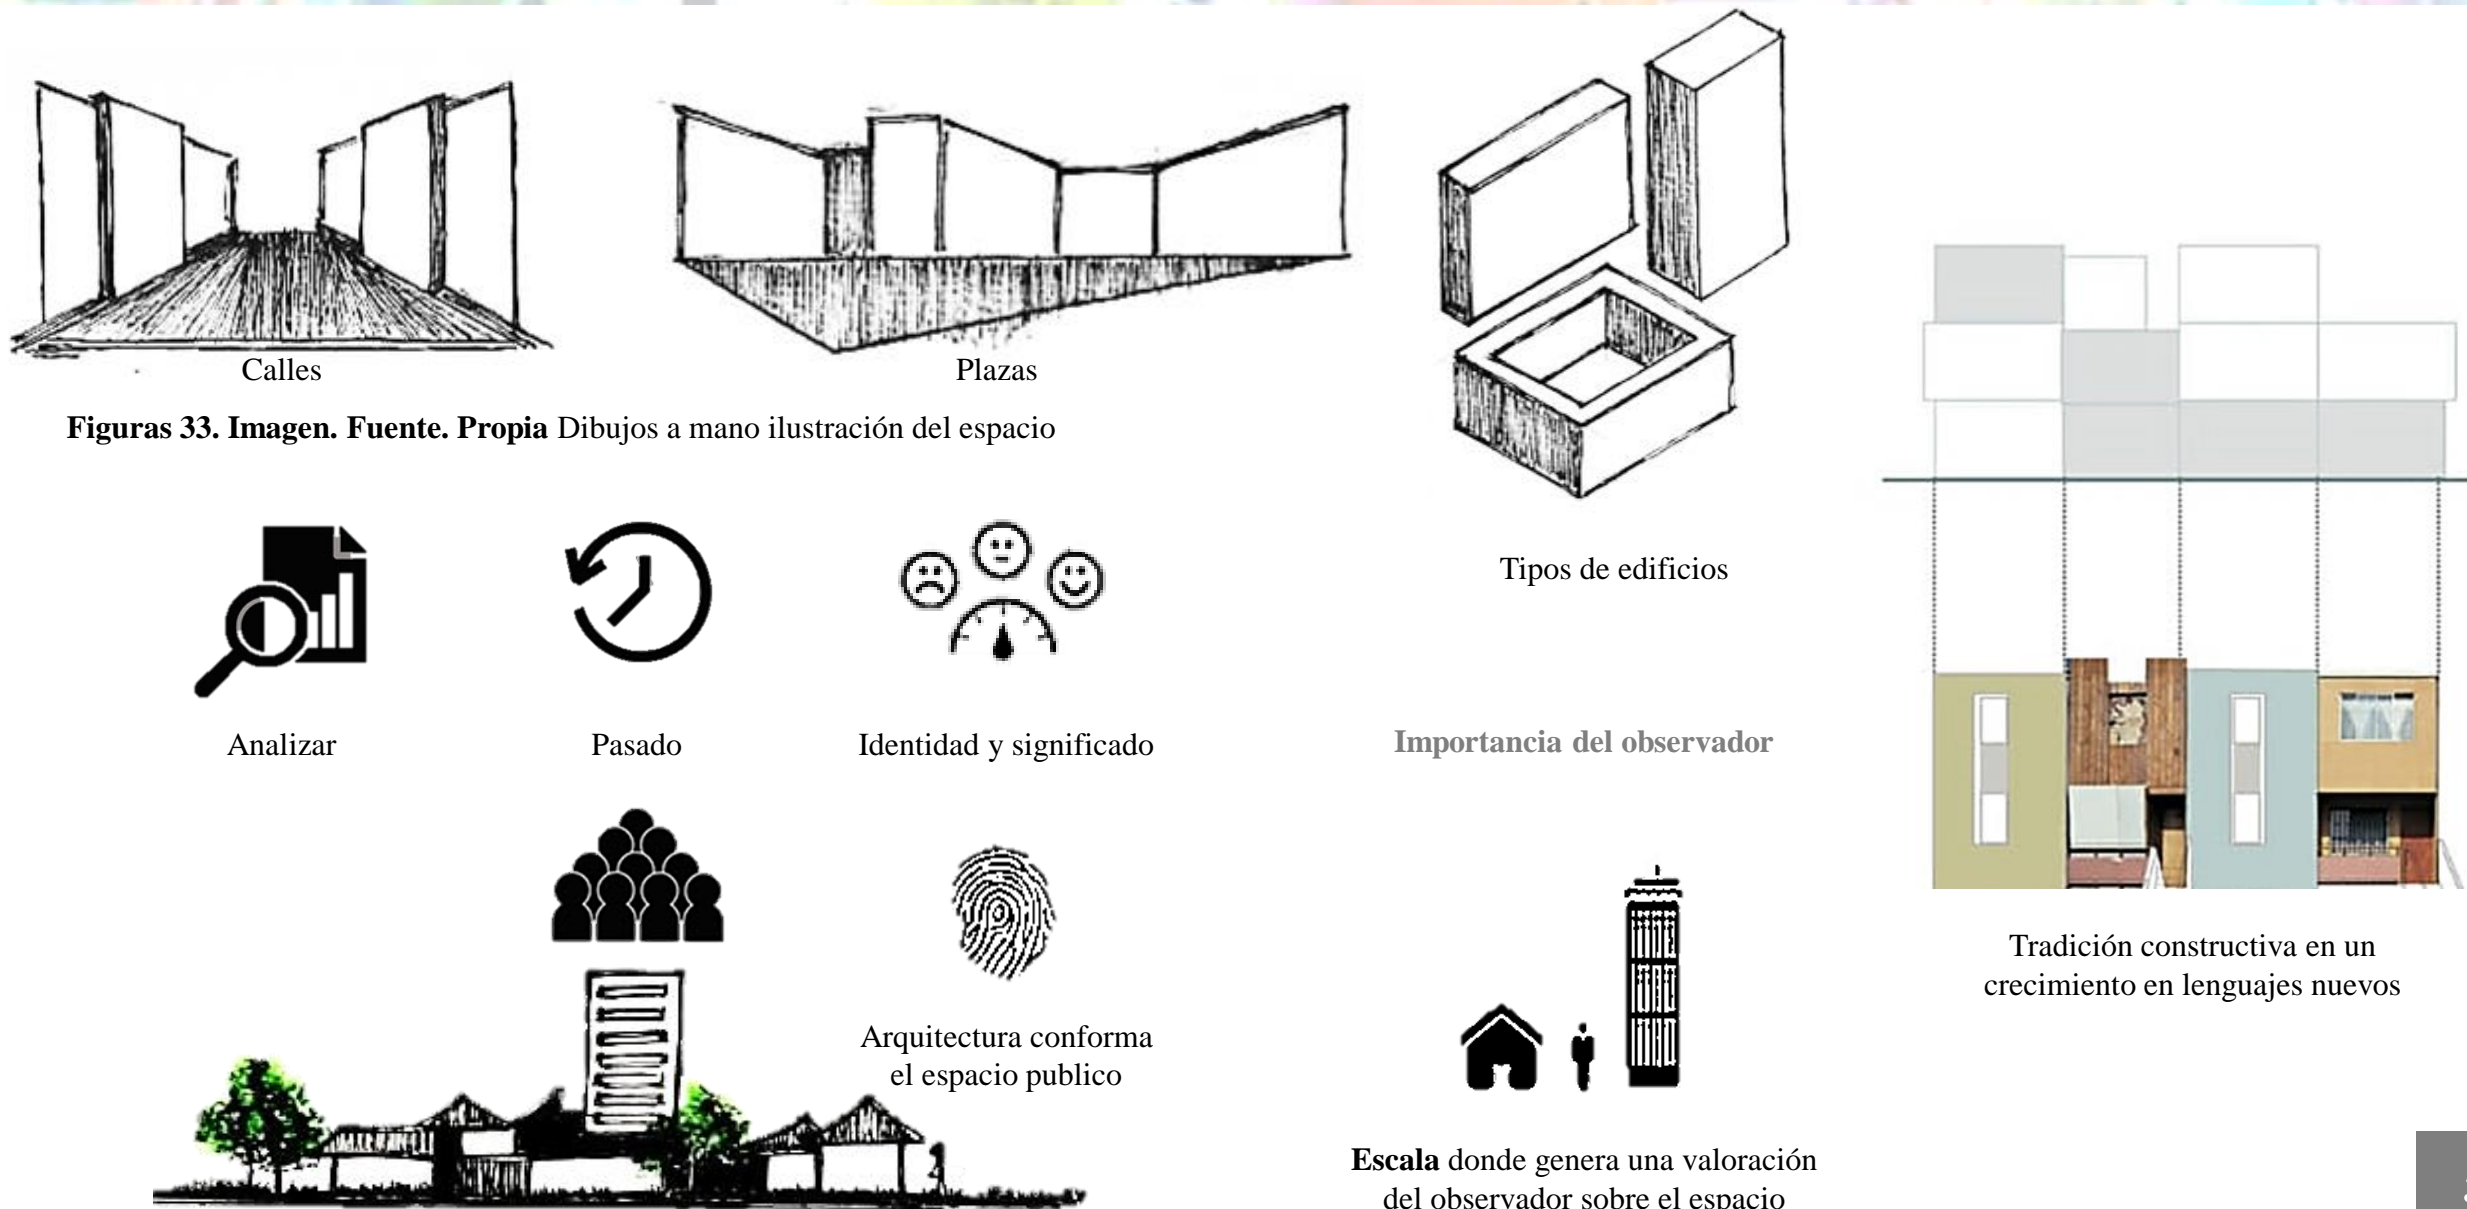 Calles
Plazas
Figuras 33. Imagen. Fuente. Propia Dibujos a mano ilustración del espacio
Tipos de edificios
Analizar
Pasado
Identidad y significado
Importancia del observador
Tradición constructiva en un
crecimiento en lenguajes nuevos
Arquitectura conforma
el espacio publico
Escala donde genera una valoración
del observador sobre el espacio